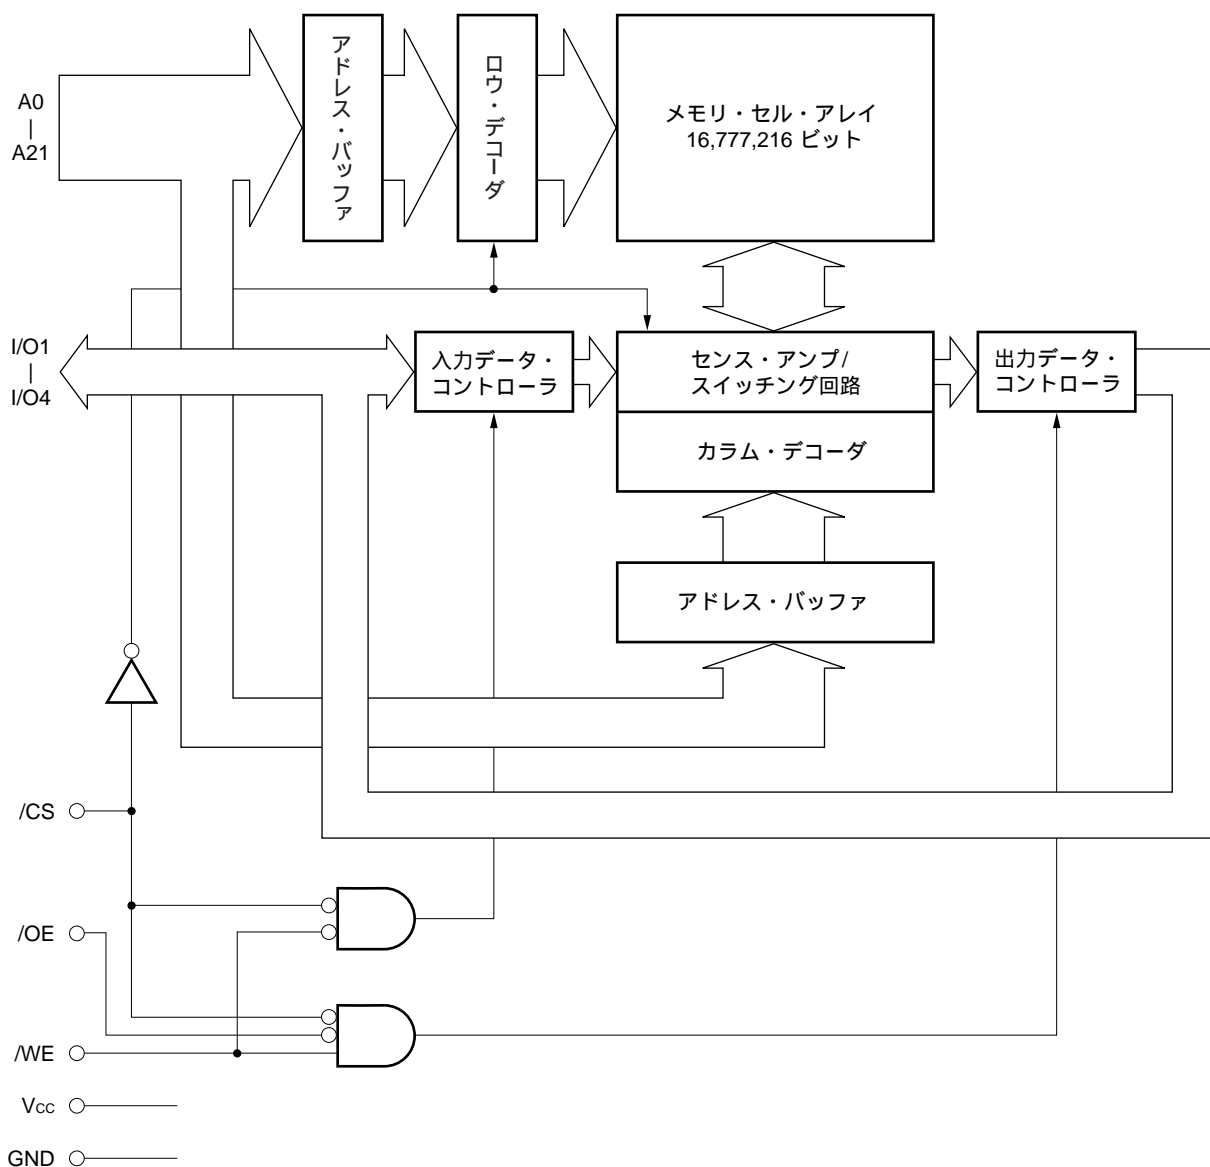 A0
|
A21
アドレス・バッファ
ロウ・デコーダ
メモリ・セル・アレイ
16,777,216 ビット
I/O1
|
I/O4
入力データ・
コントローラ
センス・アンプ/
スイッチング回路
出力データ・
コントローラ
カラム・デコーダ
アドレス・バッファ
/CS
/OE
/WE
Vcc
GND